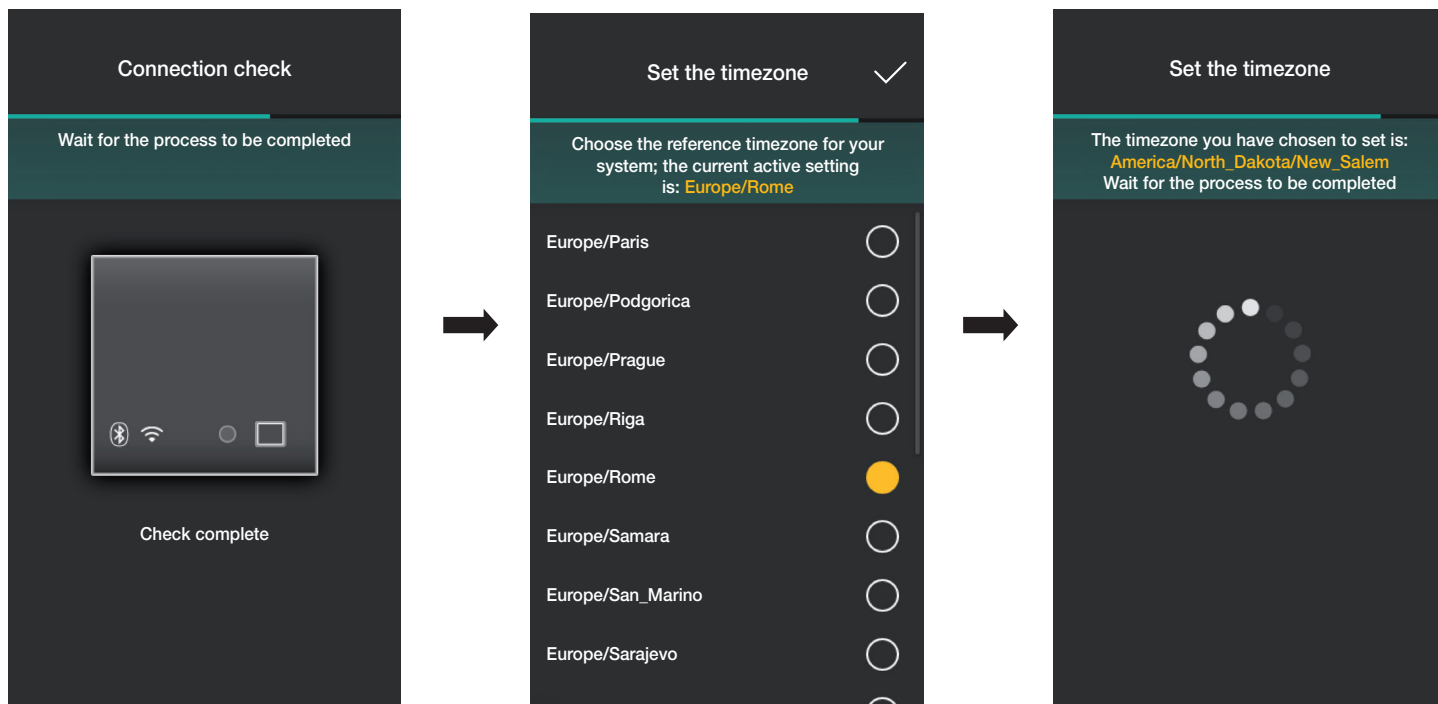 Connection check
Wait for the process to be completed
Check complete
Set the timezone
Choose the reference timezone for your
system; the current active setting
is: Europe/Rome
Europe/Paris
Europe/Podgorica
Europe/Prague
Europe/Riga
Europe/Rome
Europe/Samara
Europe/San_Marino
Europe/Sarajevo
Set the timezone
The timezone you have chosen to set is:
America/North_Dakota/New_Salem
Wait for the process to be completed